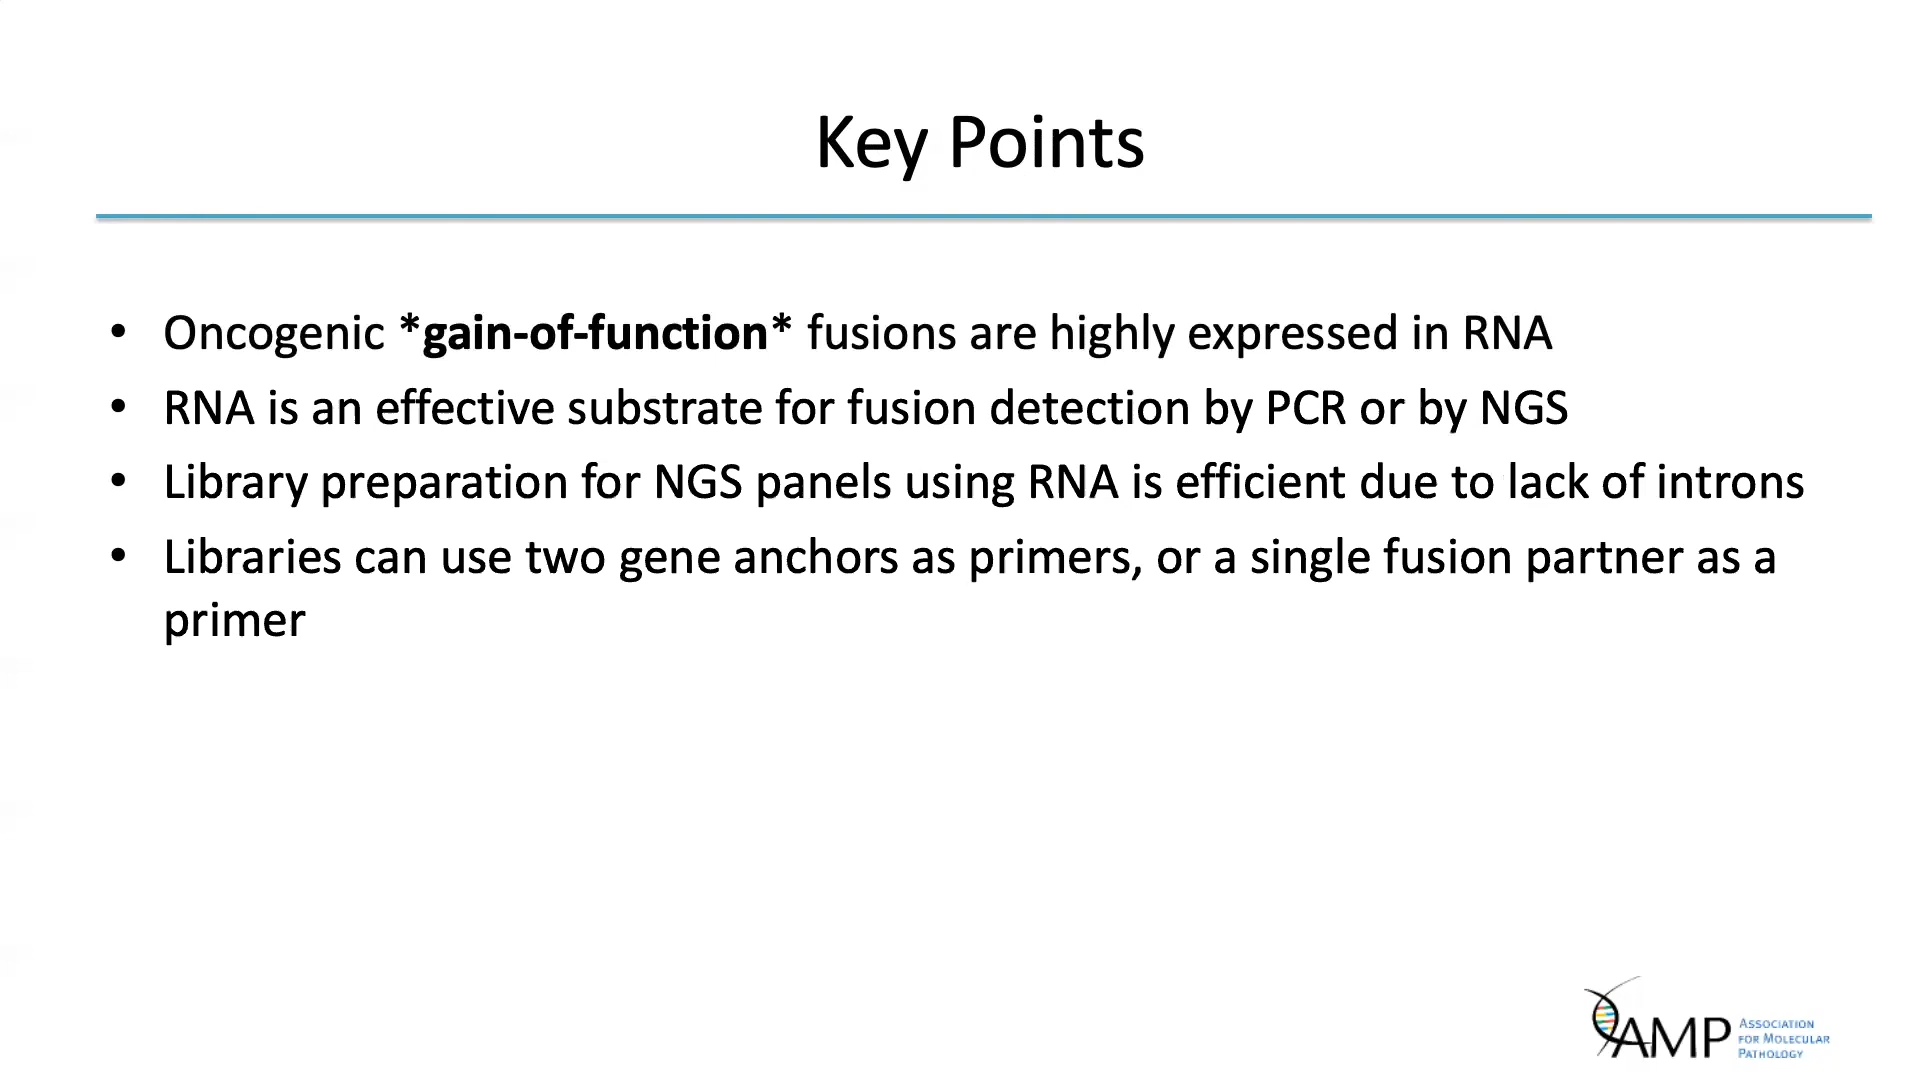 Key Points
• Oncogenic *gain-of-function* fusions are highly expressed in RNA
• RNA is an effective substrate for fusion detection by PCR or by NGS
• Library preparation for NGS panels using RNA is efficient due to lack of introns
• Libraries can use two gene anchors as primers, or a single fusion partner as a
primer
AMP
ASSOCIATION
FOR MOLECULAR
PATHOLOGY